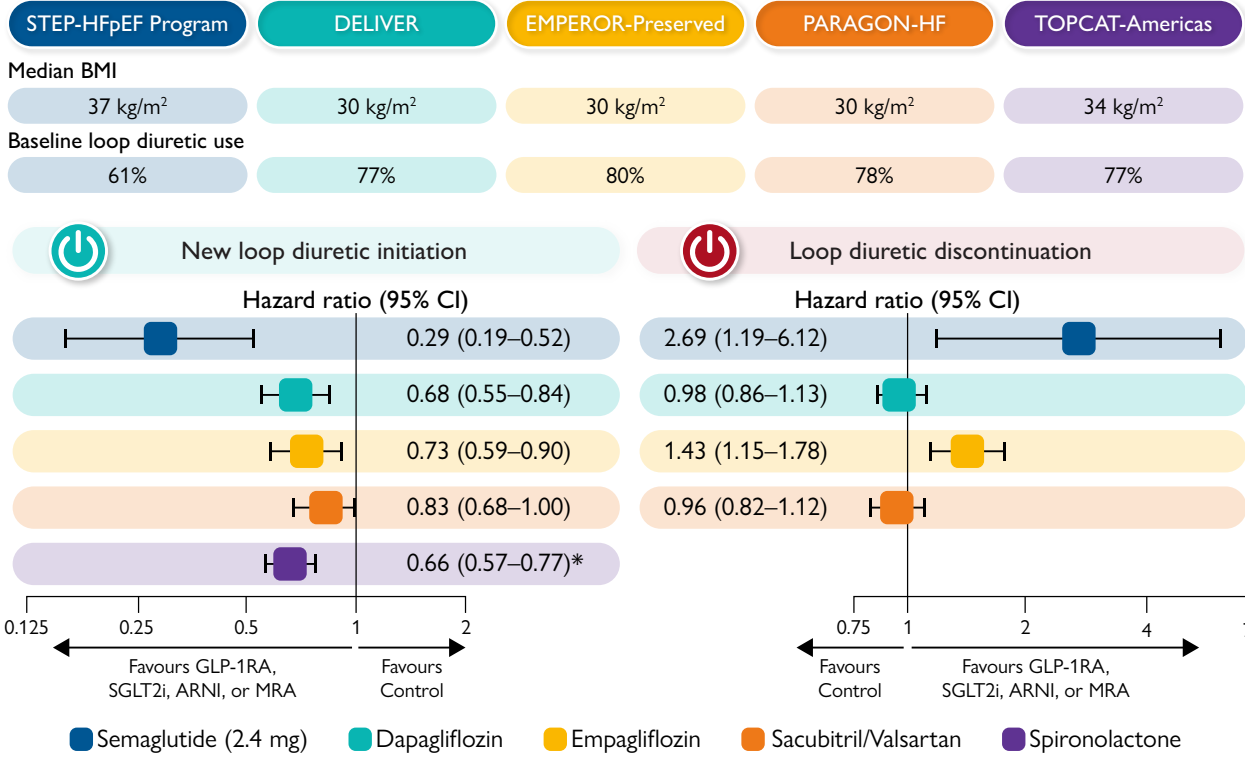 STEP-HFpEF Program DELIVER EMPEROR-Preserved PARAGON-HF TOPCAT-Americas
Median BMI
37 kg/m² 30 kg/m² 30 kg/m² 30 kg/m² 34 kg/m²
Baseline loop diuretic use
61% 77% 80% 78% 77%
New loop diuretic initiation Loop diuretic discontinuation
Hazard ratio (95% CI) Hazard ratio (95% CI)
0.29 (0.19–0.52) 2.69 (1.19–6.12)
0.68 (0.55–0.84) 0.98 (0.86–1.13)
0.73 (0.59–0.90) 1.43 (1.15–1.78)
0.83 (0.68–1.00) 0.96 (0.82–1.12)
0.66 (0.57–0.77)*
0.125 0.25 0.5 1 2 0.75 1 2 4
Favours GLP-1RA, Favours Favours Favours GLP-1RA,
SGLT2i, ARNI, or MRA Control Control SGLT2i, ARNI, or MRA
Semaglutide (2.4 mg) Dapagliflozin Empagliflozin Sacubitril/Valsartan Spironolactone